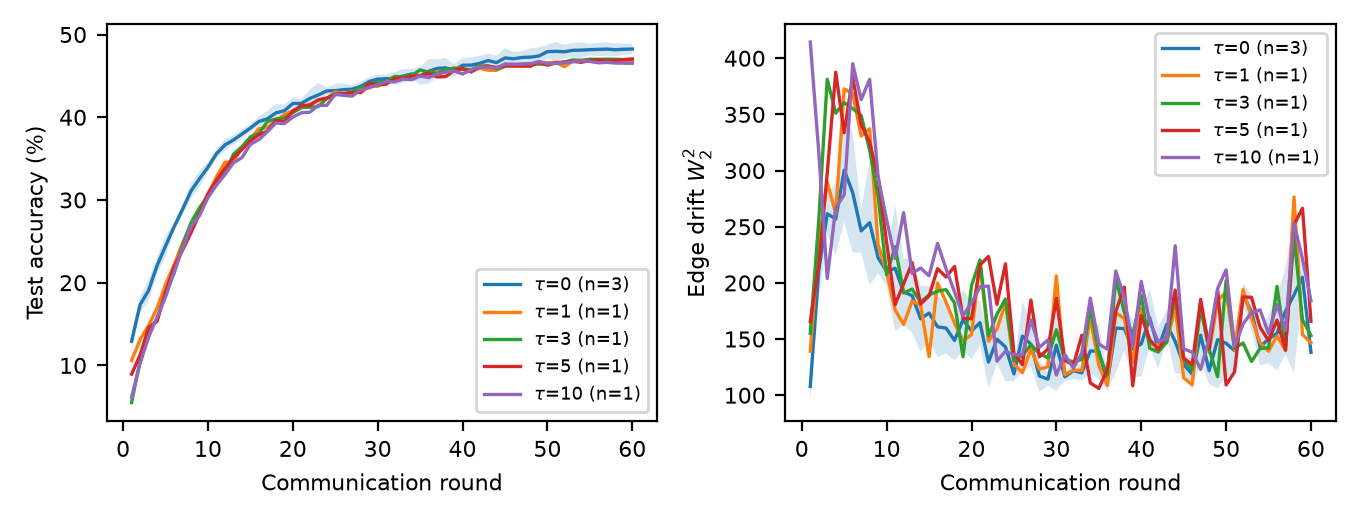 Test accuracy (%)
50
40
30
20
10
0 10 20 30 40 50 60
Communication round
τ=0 (n=3)
τ=1 (n=1)
τ=3 (n=1)
τ=5 (n=1)
τ=10 (n=1)
Edge drift W₂²
400
350
300
250
200
150
100
0 10 20 30 40 50 60
Communication round
τ=0 (n=3)
τ=1 (n=1)
τ=3 (n=1)
τ=5 (n=1)
τ=10 (n=1)